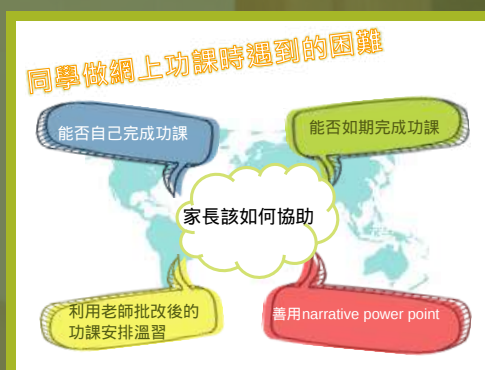 同學做網上功課時遇到的困難
能否自己完成功課
能否如期完成功課
家長該如何協助
利用老師批改後的
功課安排溫習
善用narrative power point